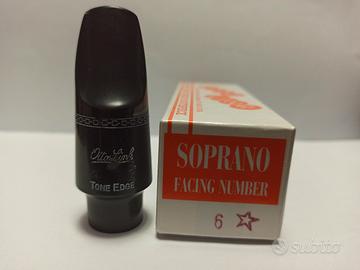 Otto Link
TONE EDGE
SOPRANO
FACING NUMBER
6 ☆
subito